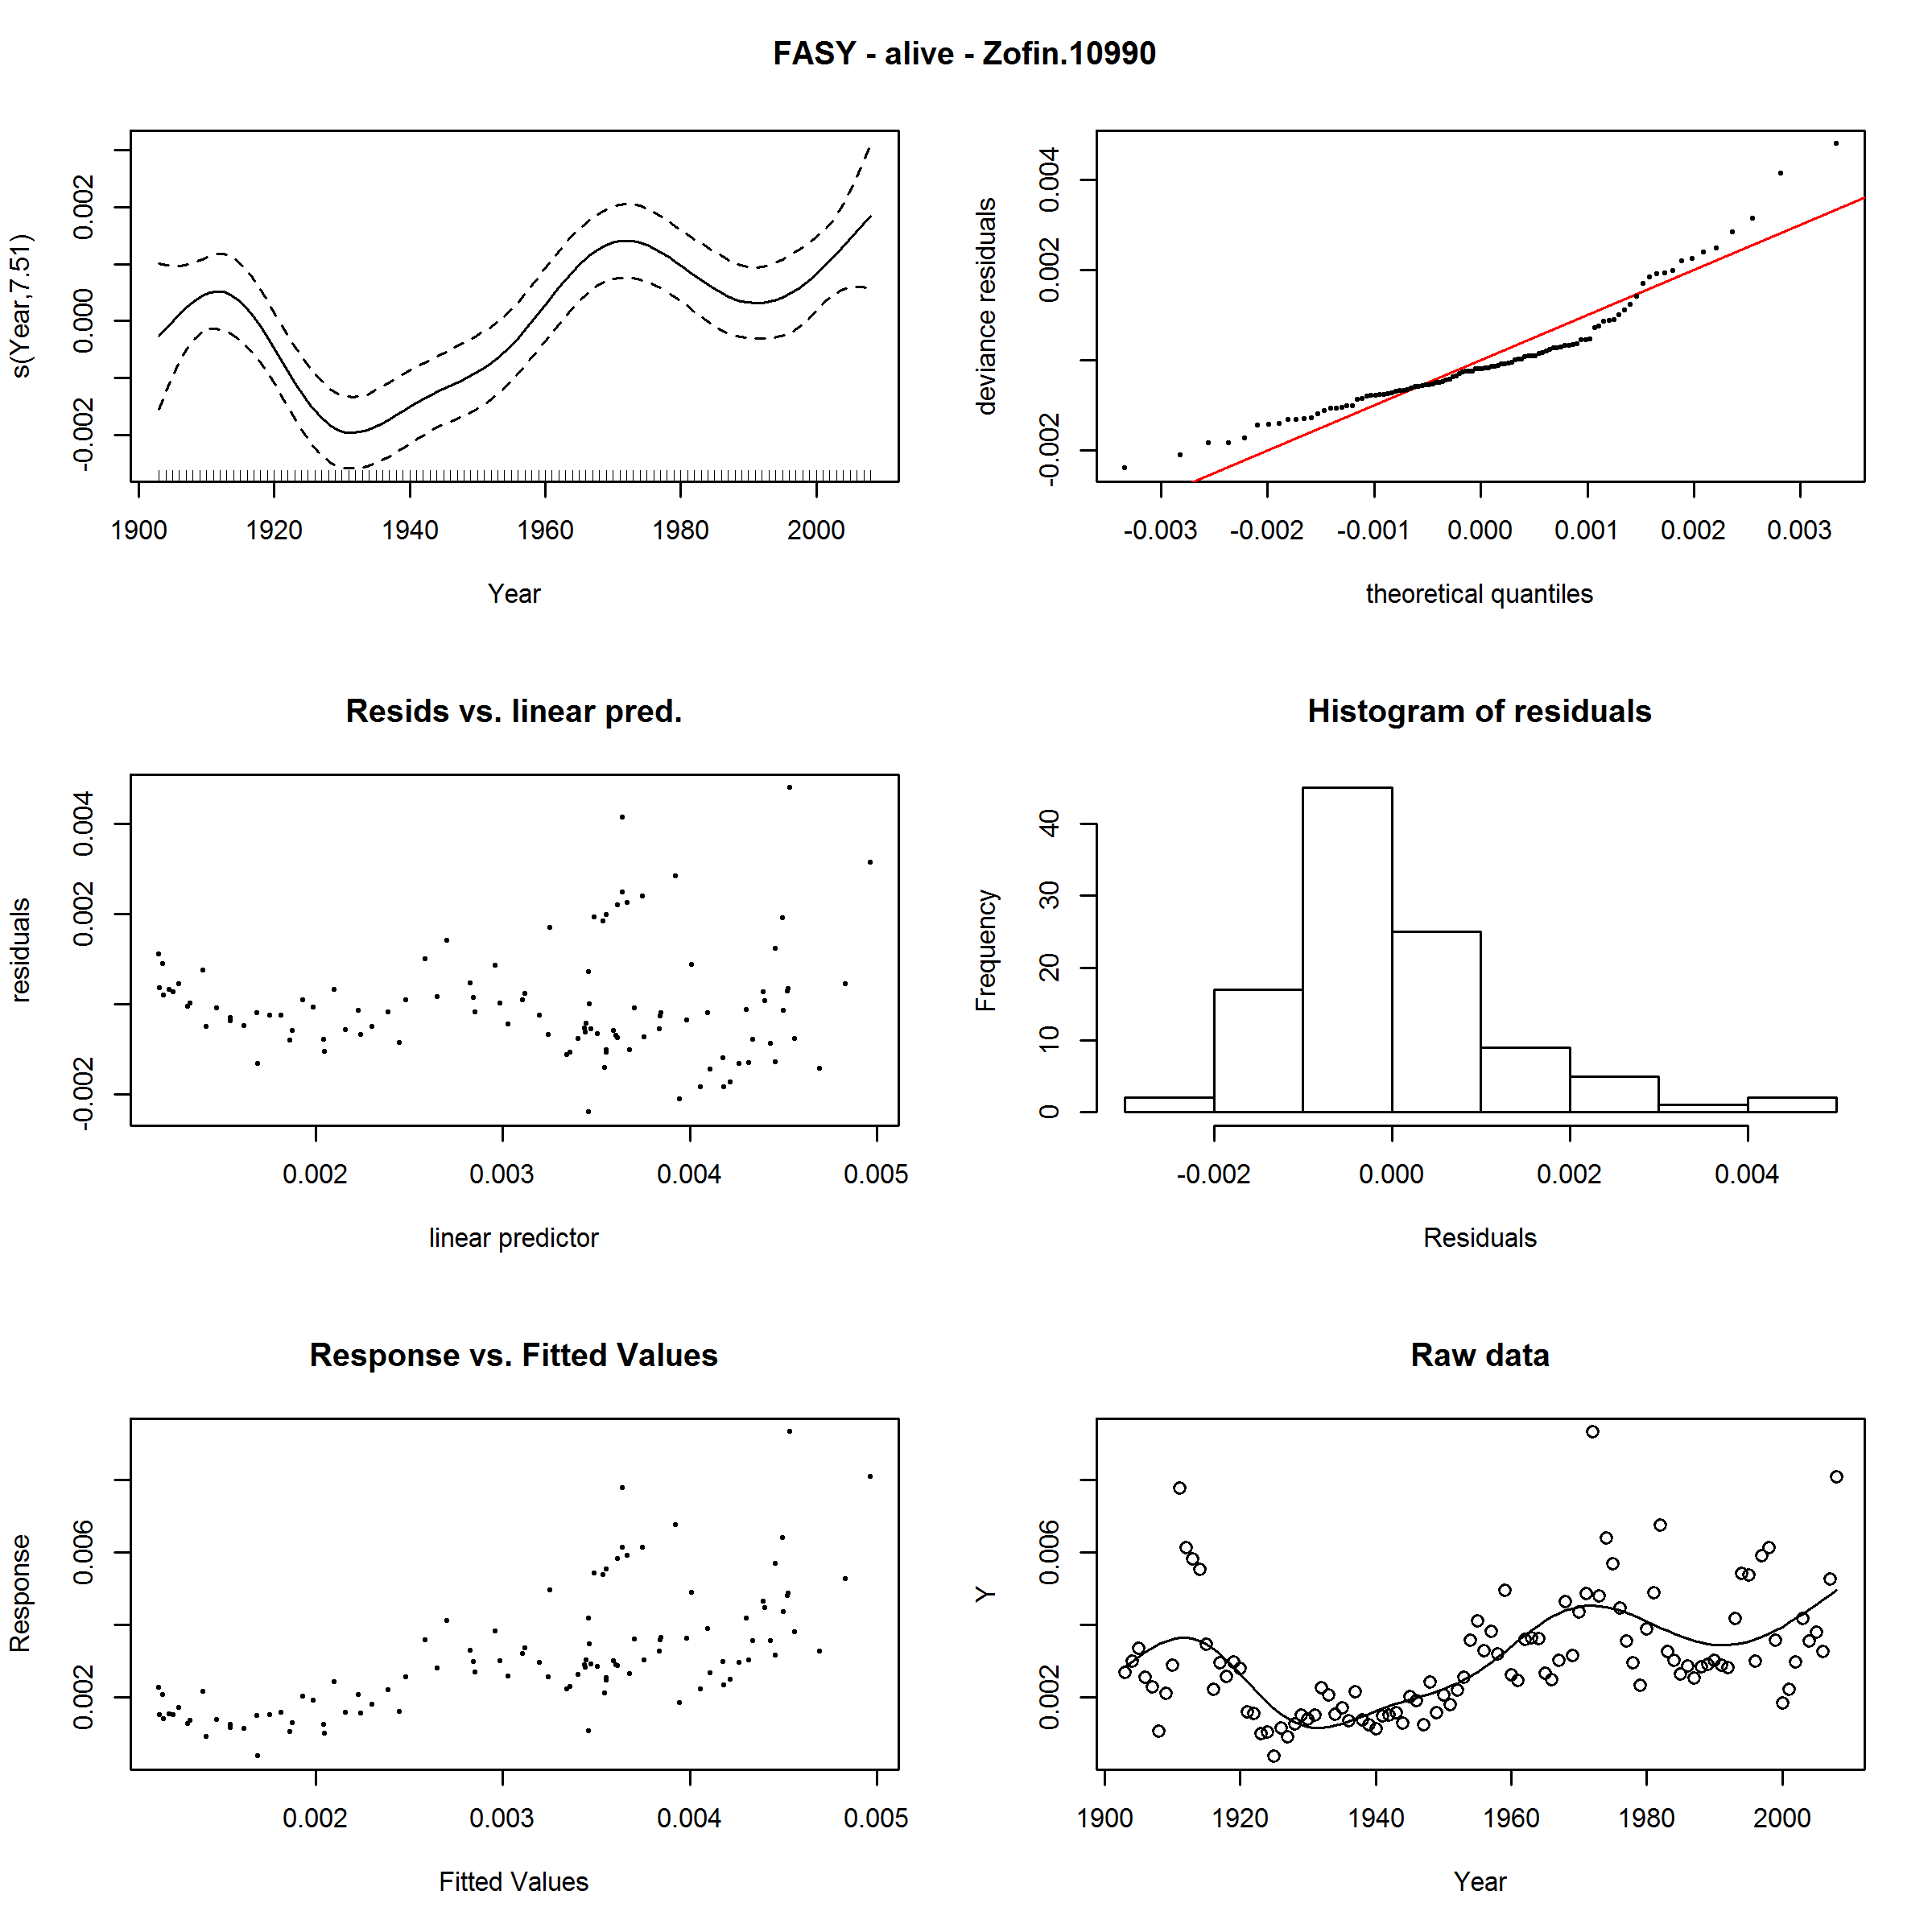 FASY - alive - Zofin.10990
s(Year,7.51)
-0.002 0.000 0.002
1900 1920 1940 1960 1980 2000
Year
deviance residuals
-0.002 0.002 0.004
-0.003 -0.002 -0.001 0.000 0.001 0.002 0.003
theoretical quantiles
Resids vs. linear pred.
residuals
-0.002 0.002 0.004
0.002 0.003 0.004 0.005
linear predictor
Histogram of residuals
Frequency
0 10 20 30 40
-0.002 0.000 0.002 0.004
Residuals
Response vs. Fitted Values
Response
0.002 0.006
0.002 0.003 0.004 0.005
Fitted Values
Raw data
Y
0.002 0.006
1900 1920 1940 1960 1980 2000
Year